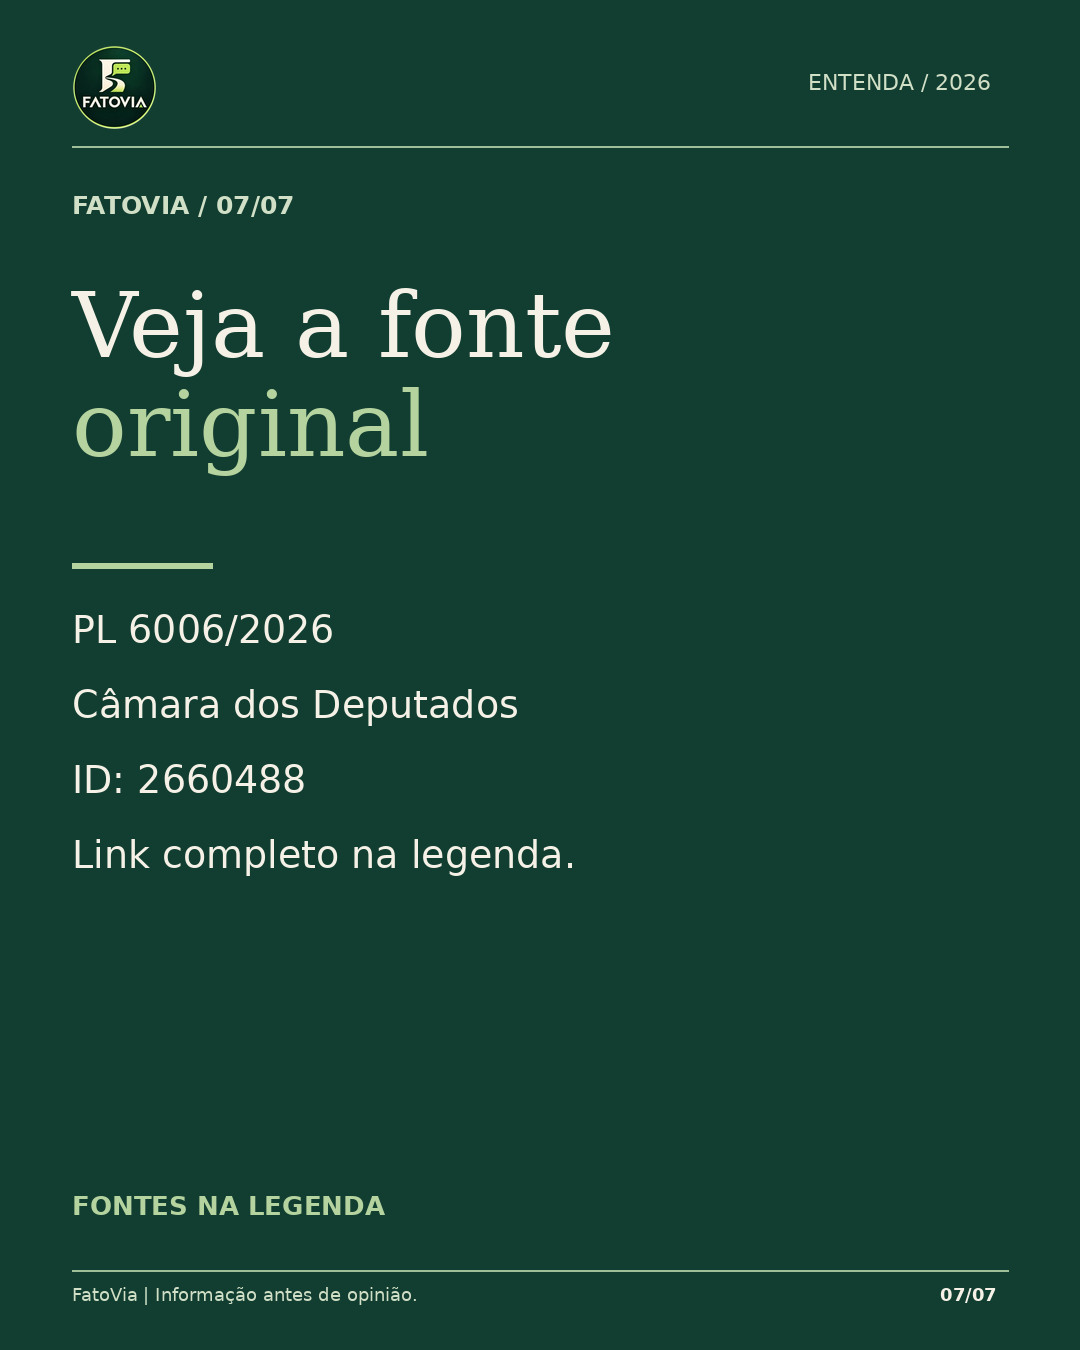 FATOVIA
ENTENDA / 2026
FATOVIA / 07/07
Veja a fonte
original
PL 6006/2026
Câmara dos Deputados
ID: 2660488
Link completo na legenda.
FONTES NA LEGENDA
FatoVia | Informação antes de opinião.
07/07